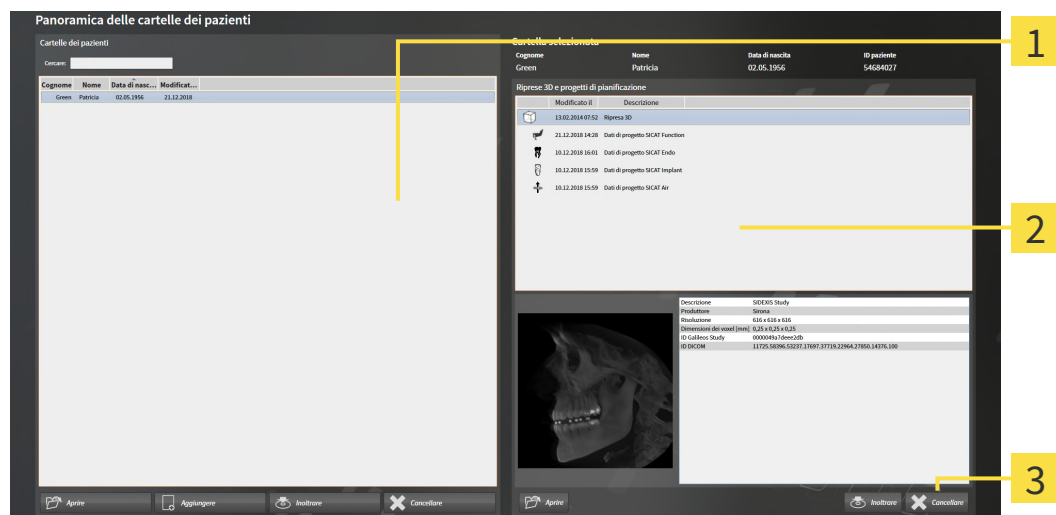 Panoramica delle cartelle dei pazienti
1
Cartelle dei pazienti
Cercare:
Cognome Nome Data di nasc... Modificat...
Green Patricia 02.05.1956 21.12.2018
Aprire Aggiungere Inoltrare Cancellare
Cartella selezionata
Cognome Nome Data di nascita ID paziente
Green Patricia 02.05.1956 54684027
Riprese 3D e progetti di pianificazione
Modificato il Descrizione
13.02.2014 07:52 Ripresa 3D
21.12.2018 14:28 Dati di progetto SICAT Function
10.12.2018 16:01 Dati di progetto SICAT Endo
10.12.2018 15:59 Dati di progetto SICAT Implant
10.12.2018 15:59 Dati di progetto SICAT Air
2
Descrizione SIDEXIS Study
Produttore Sirona
Risoluzione 616 x 616 x 616
Dimensioni dei voxel [mm] 0,25 x 0,25 x 0,25
ID Galileos Study 0000049a7deee2db
ID DICOM 11725.58396.53237.17697.37719.22964.27850.14376.100
3
Aprire Inoltrare Cancellare